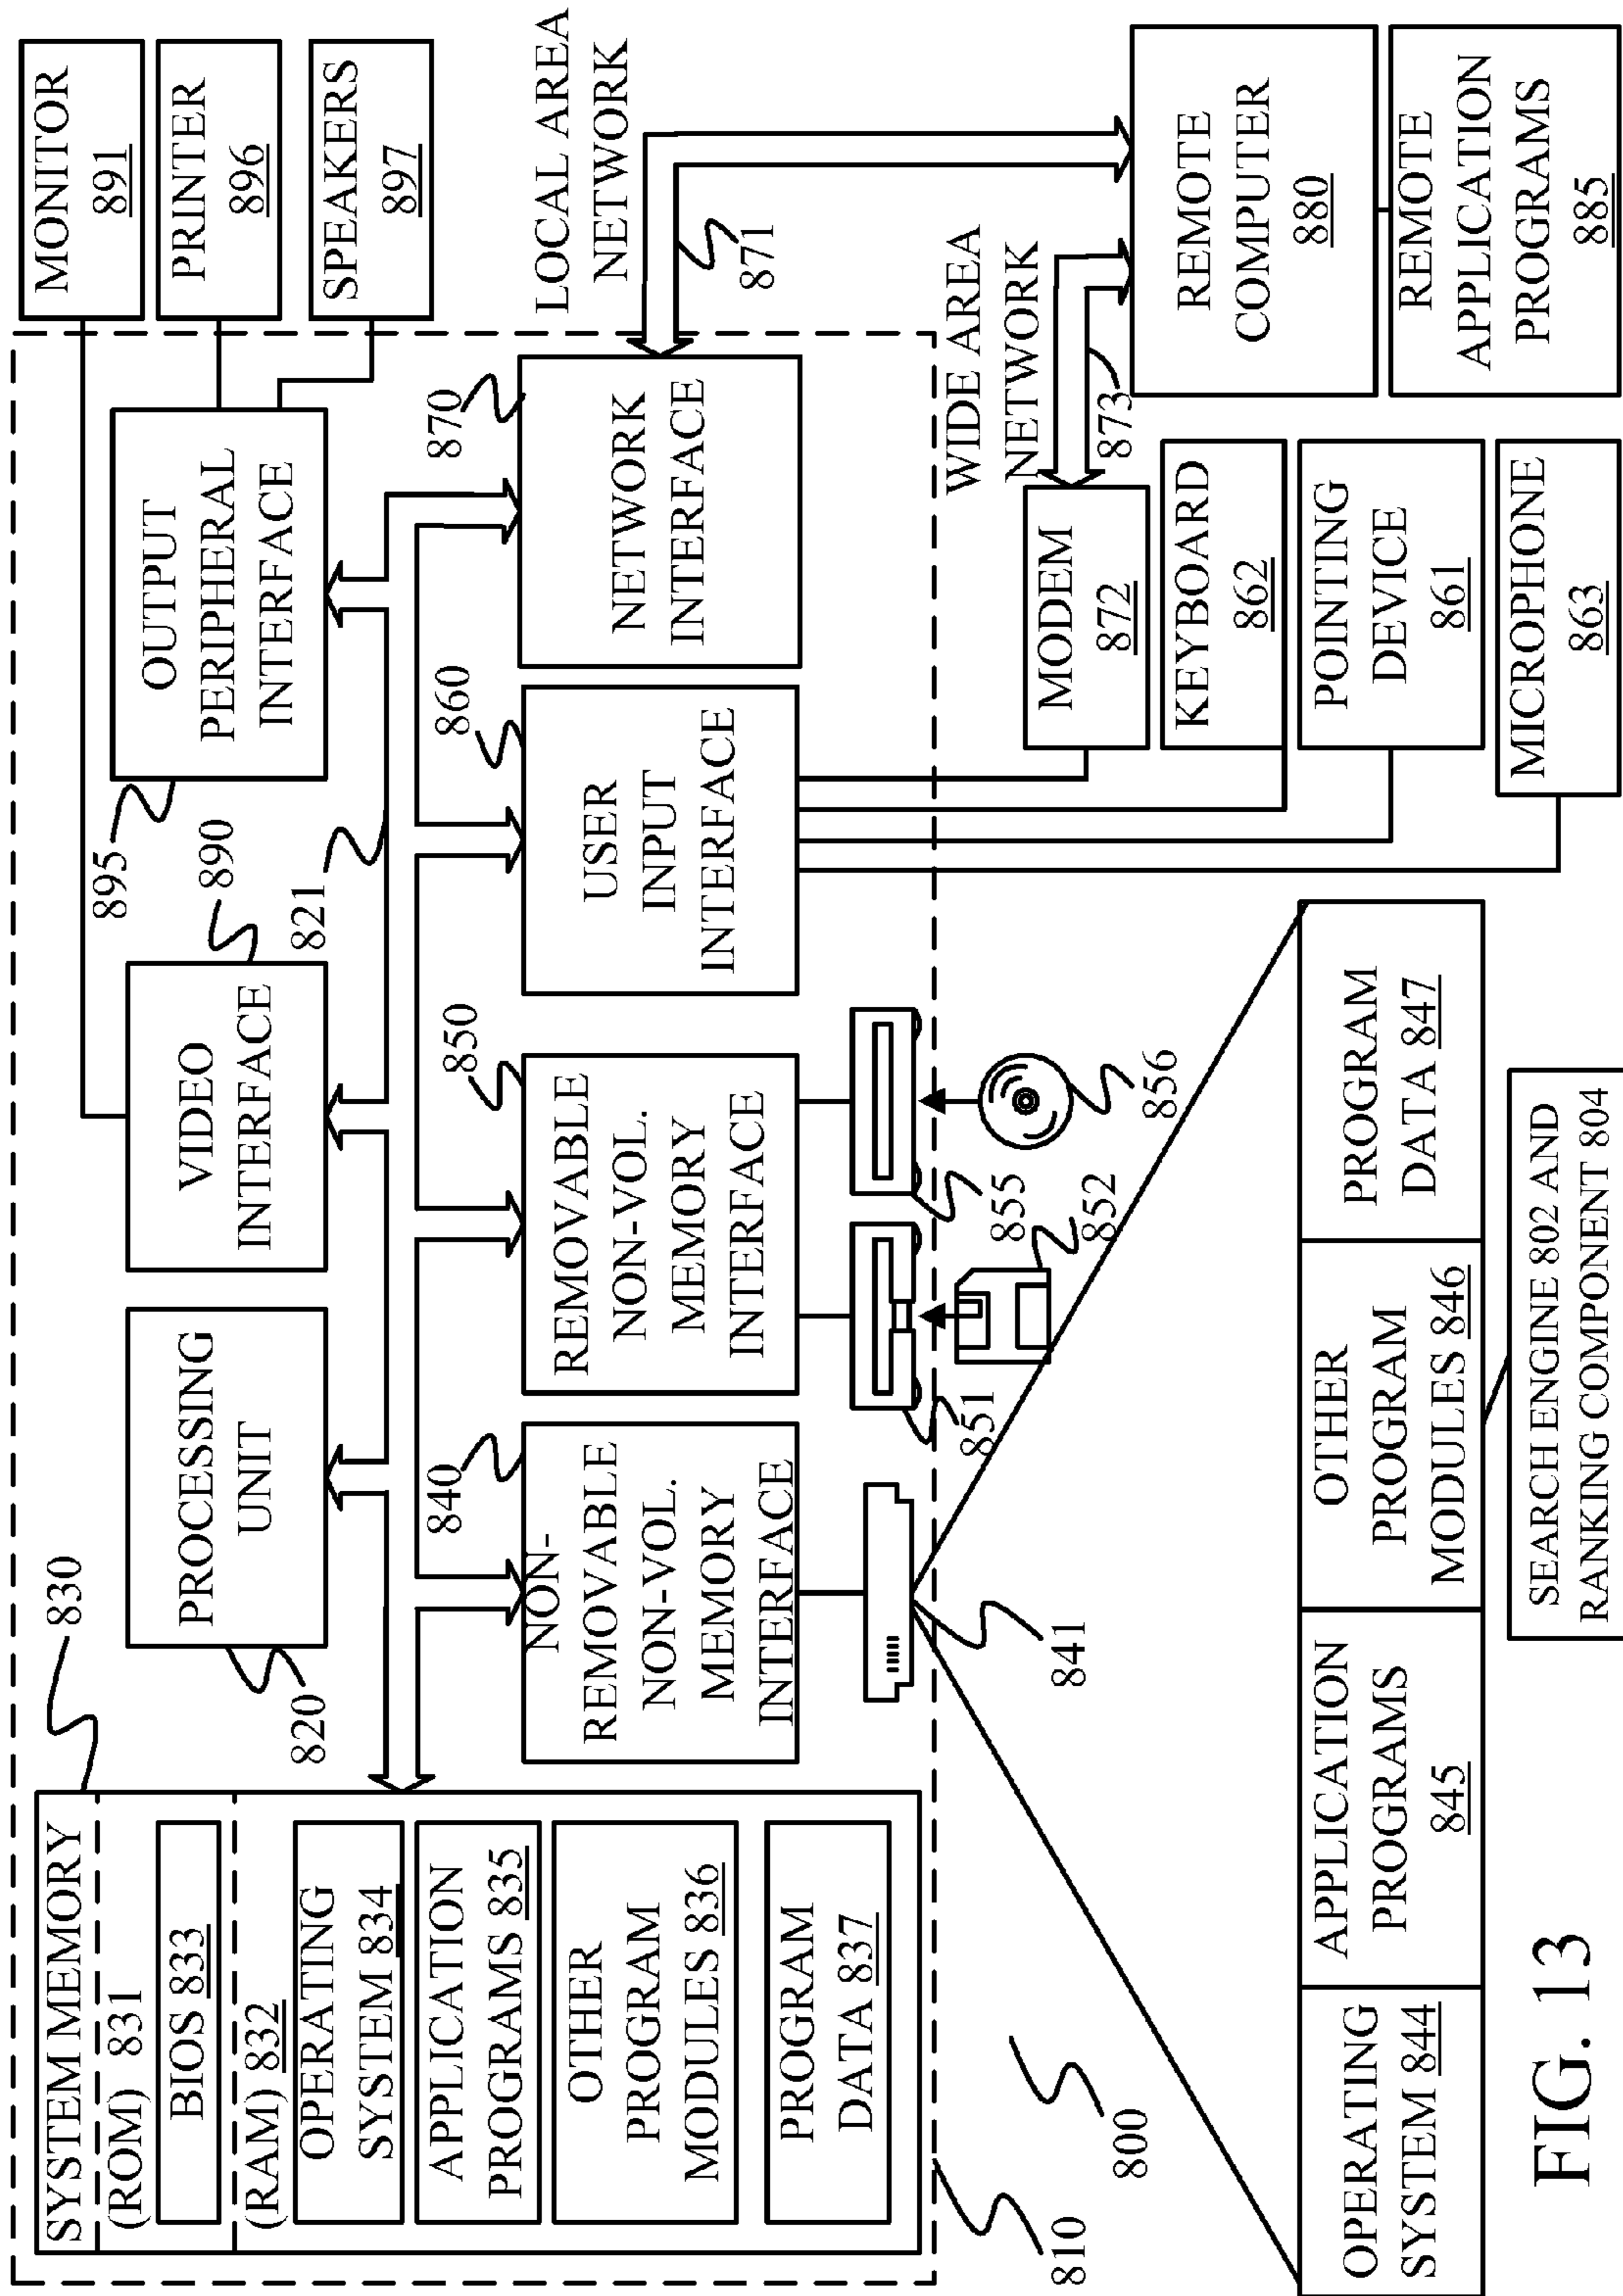 SYSTEM MEMORY
(ROM) 831
BIOS 833
(RAM) 832
OPERATING
SYSTEM 834
APPLICATION
PROGRAMS 835
OTHER
PROGRAM
MODULES 836
PROGRAM
DATA 837
830
PROCESSING
UNIT
820
VIDEO
INTERFACE
890
821
OUTPUT
PERIPHERAL
INTERFACE
895
MONITOR
891
PRINTER
896
SPEAKERS
897
NON-
REMOVABLE
NON-VOL.
MEMORY
INTERFACE
840
REMOVABLE
NON-VOL.
MEMORY
INTERFACE
850
USER
INPUT
INTERFACE
860
NETWORK
INTERFACE
870
LOCAL AREA
NETWORK
871
841
851
852
855
856
WIDE AREA
NETWORK
873
MODEM
872
KEYBOARD
862
POINTING
DEVICE
861
MICROPHONE
863
REMOTE
COMPUTER
880
REMOTE
APPLICATION
PROGRAMS
885
810
800
OPERATING
SYSTEM 844
APPLICATION
PROGRAMS
845
OTHER
PROGRAM
MODULES 846
PROGRAM
DATA 847
SEARCH ENGINE 802 AND
RANKING COMPONENT 804
FIG. 13